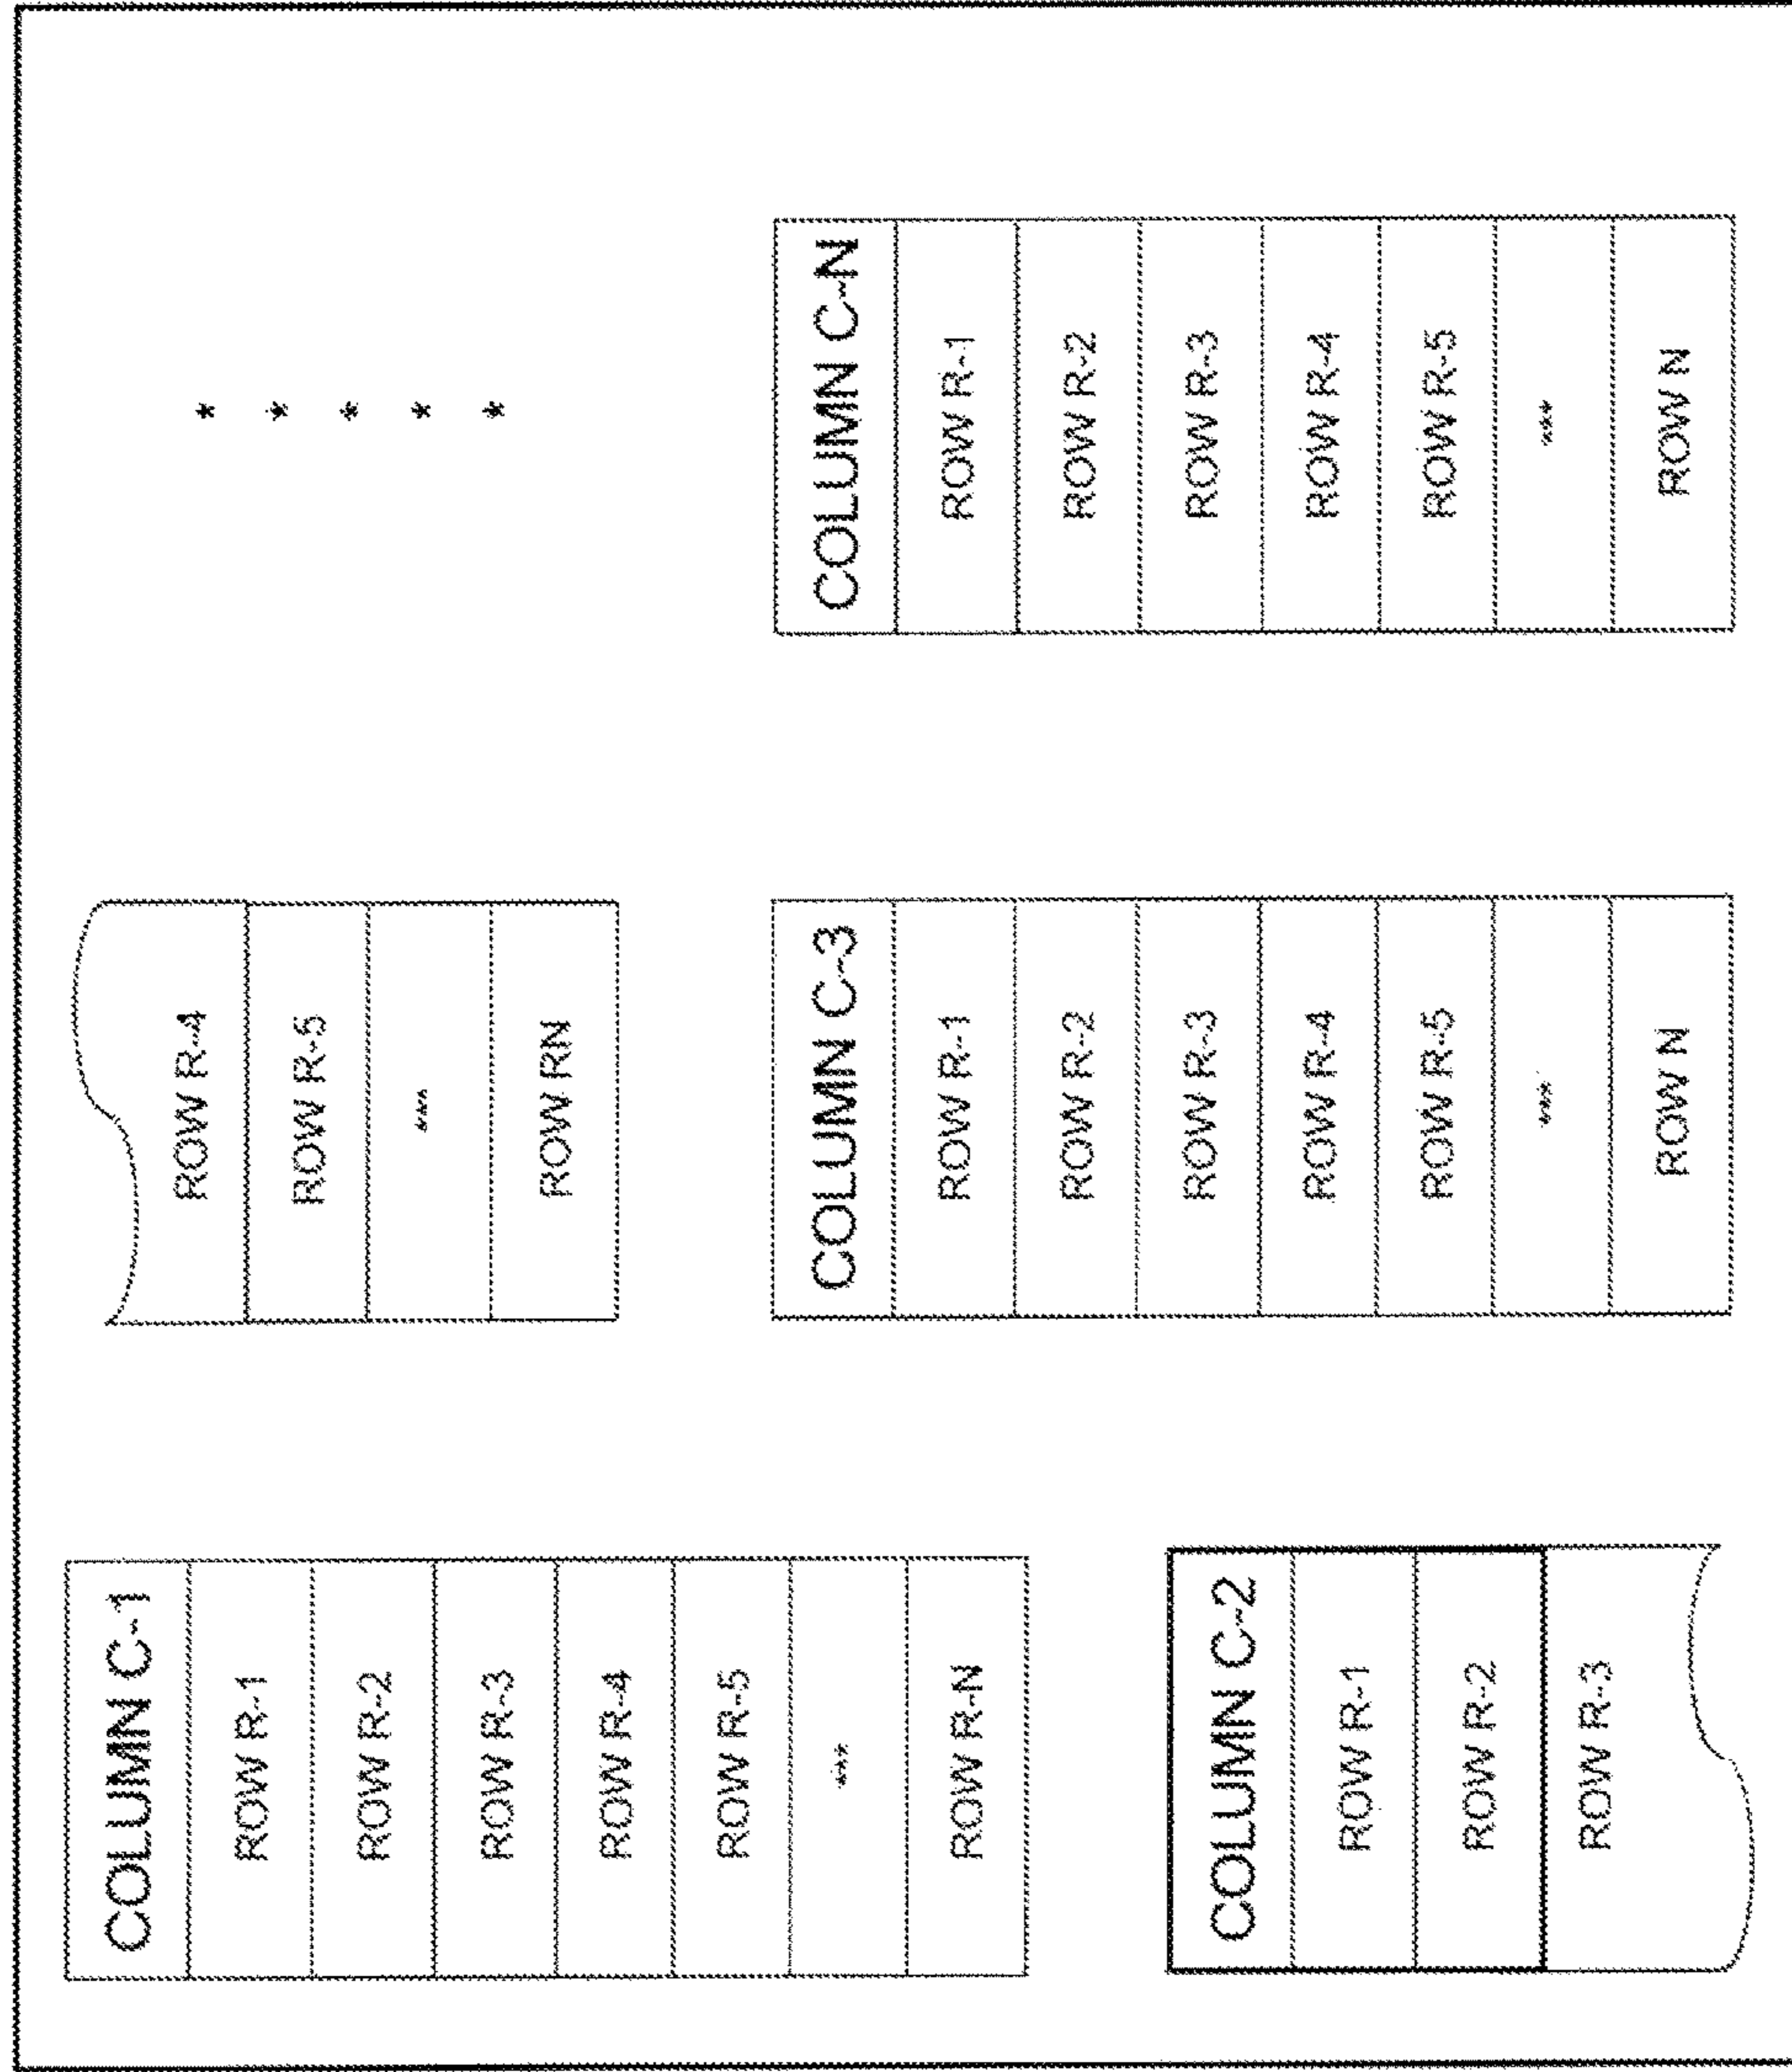 COLUMN C-1
ROW R-1
ROW R-2
ROW R-3
ROW R-4
ROW R-5
***
ROW R-N
COLUMN C-2
ROW R-1
ROW R-2
ROW R-3
ROW R-4
ROW R-5
***
ROW RN
COLUMN C-3
ROW R-1
ROW R-2
ROW R-3
ROW R-4
ROW R-5
***
ROW N
*
*
*
*
*
COLUMN C-N
ROW R-1
ROW R-2
ROW R-3
ROW R-4
ROW R-5
***
ROW N